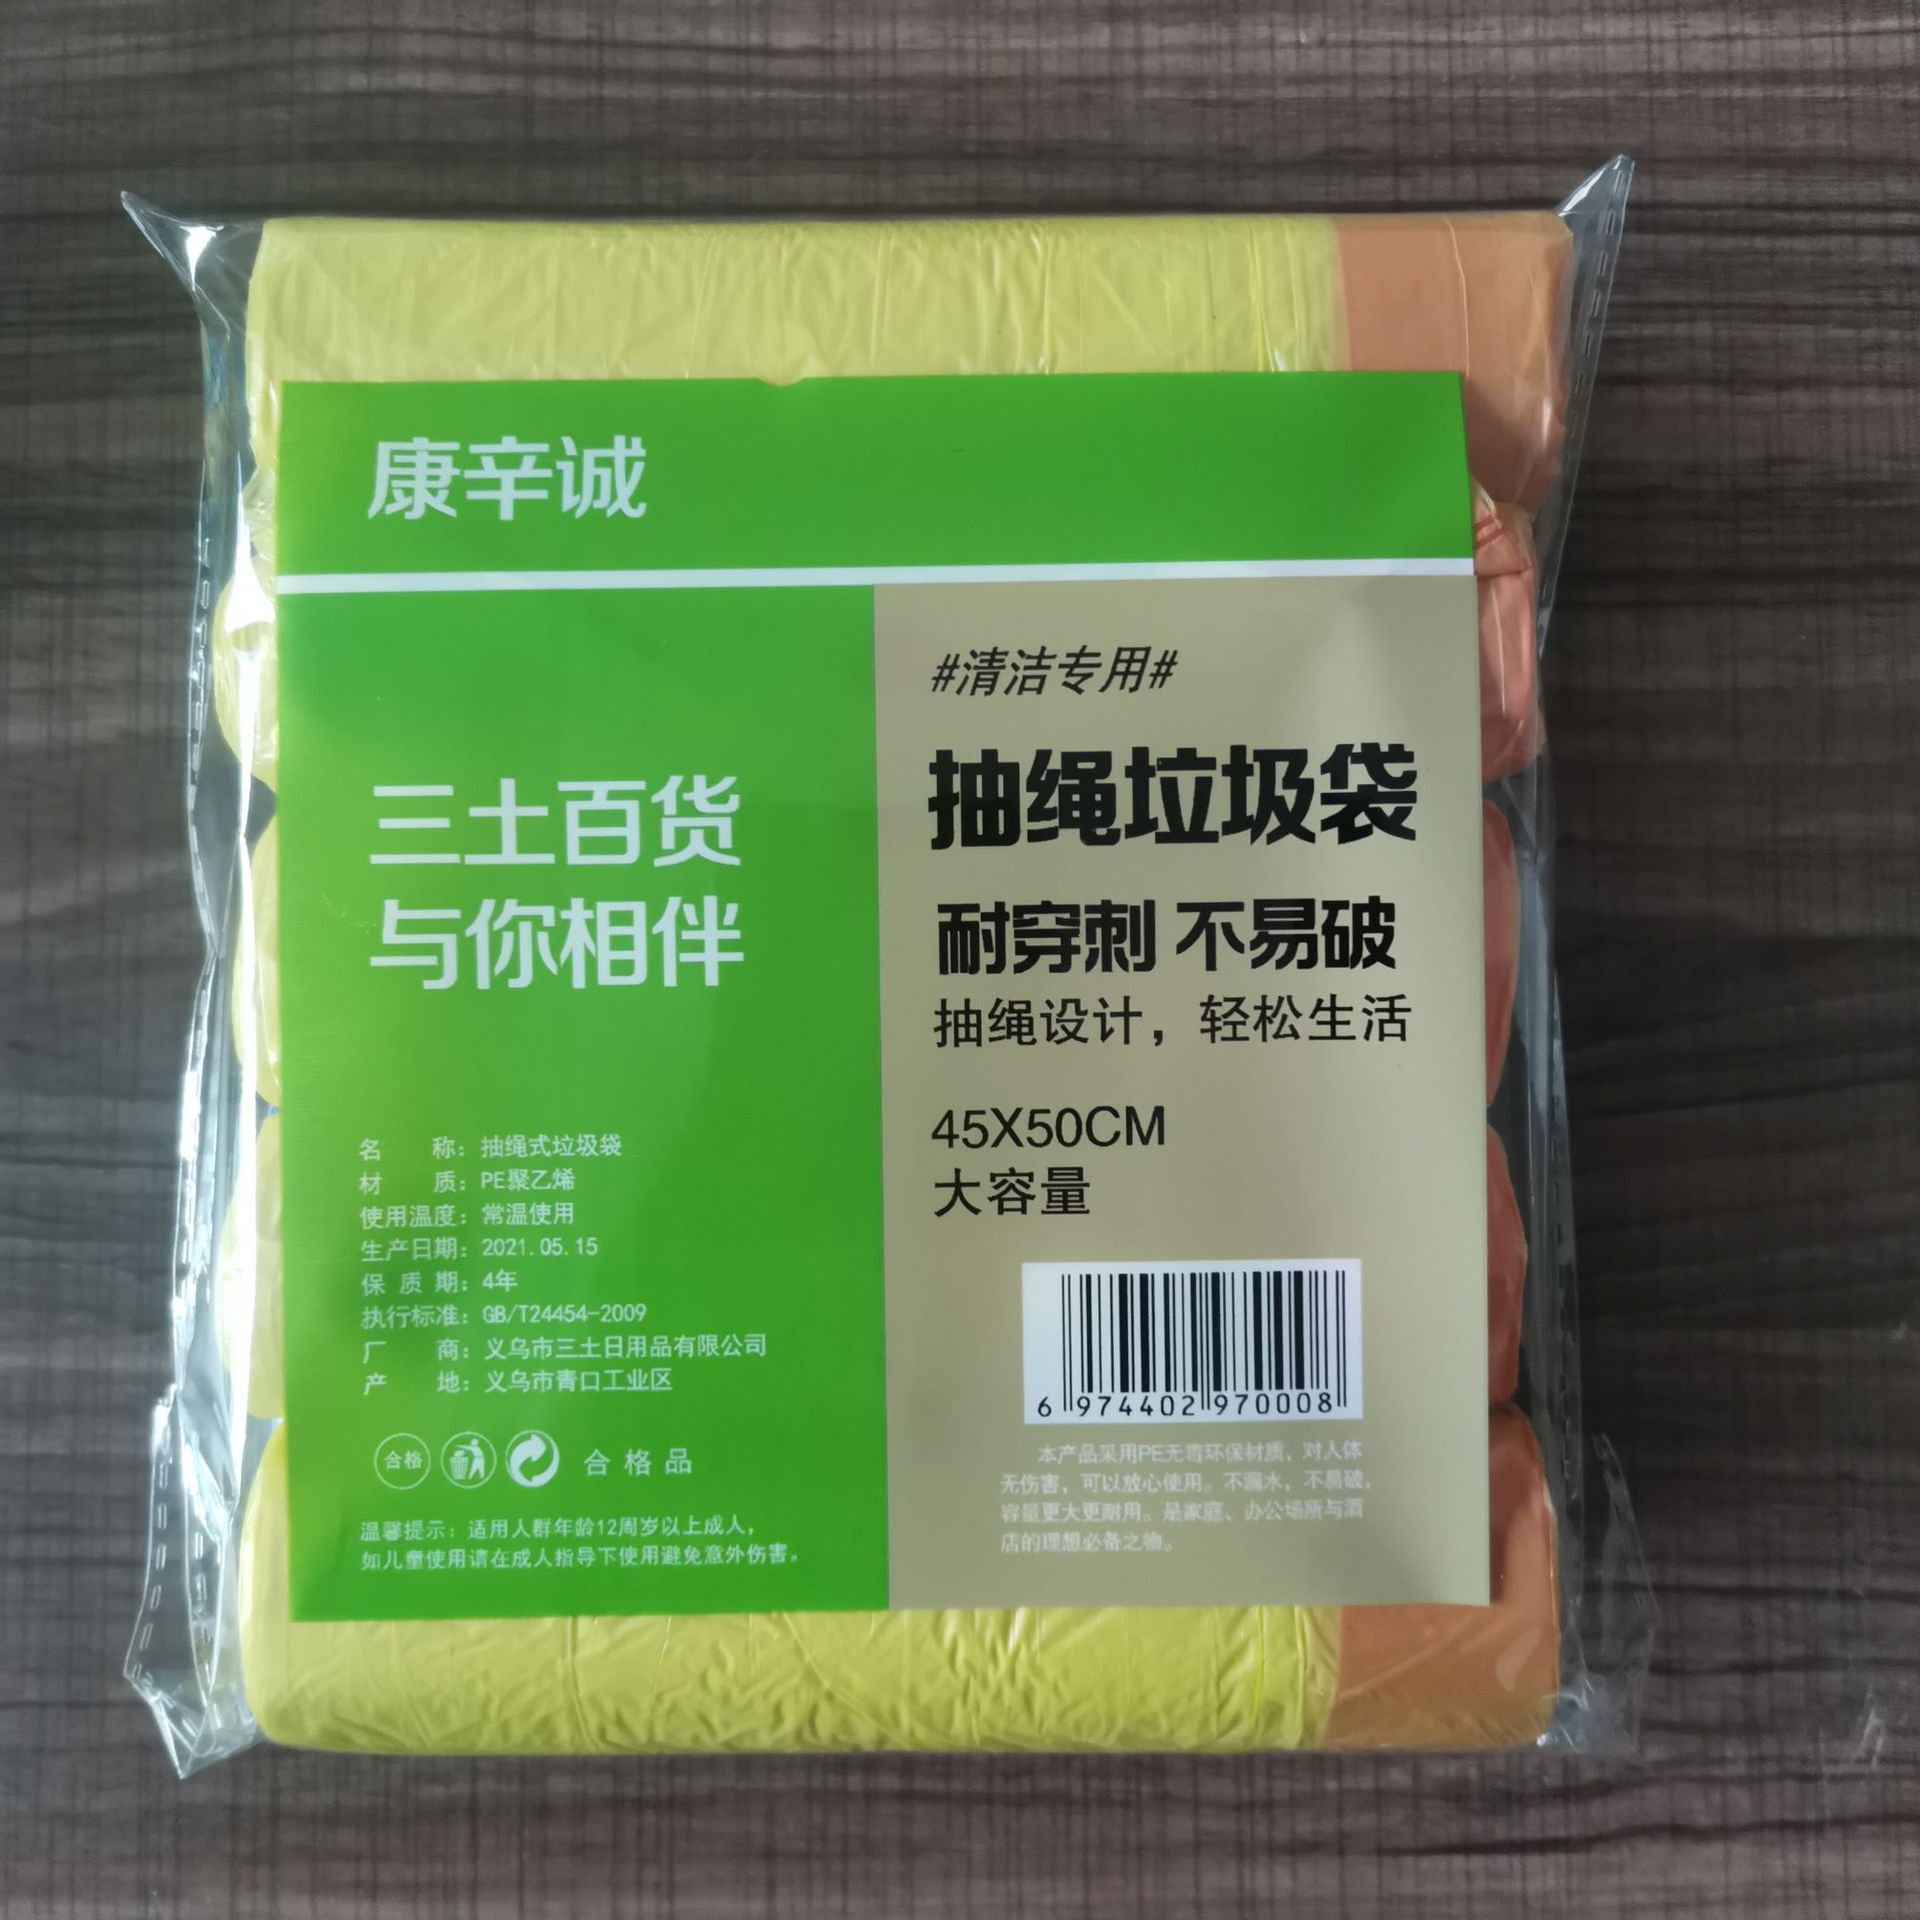 康辛诚
三土百货
与你相伴
名 称：抽绳式垃圾袋
材 质：PE聚乙烯
使用温度：常温使用
生产日期：2021.05.15
保 质 期：4年
执行标准：GB/T24454-2009
厂 商：义乌市三土日用品有限公司
产 地：义乌市青口工业区
合格
合 格 品
温馨提示：适用人群年龄12周岁以上成人，
如儿童使用请在成人指导下使用避免意外伤害。
#清洁专用#
抽绳垃圾袋
耐穿刺 不易破
抽绳设计，轻松生活
45X50CM
大容量
6 974402 970008
本产品采用PE无毒环保材质，对人体
无伤害，可以放心使用。不漏水，不易破，
容量更大更耐用。是家庭、办公场所与酒
店的理想必备之物。